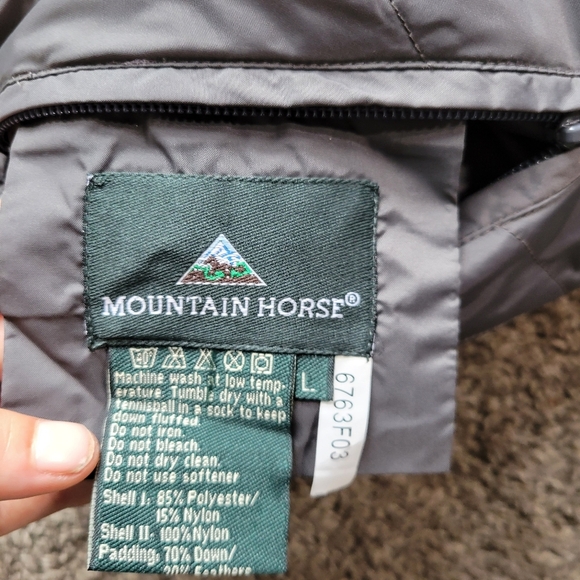 MOUNTAIN HORSE®
40°
L
6763F03
Machine wash at low temp-
erature. Tumble dry with a
tennisball in a sock to keep
down fluffed.
Do not iron.
Do not bleach.
Do not dry clean.
Do not use softener
Shell I: 85% Polyester/
15% Nylon
Shell II: 100% Nylon
Padding: 70% Down/
Feathers